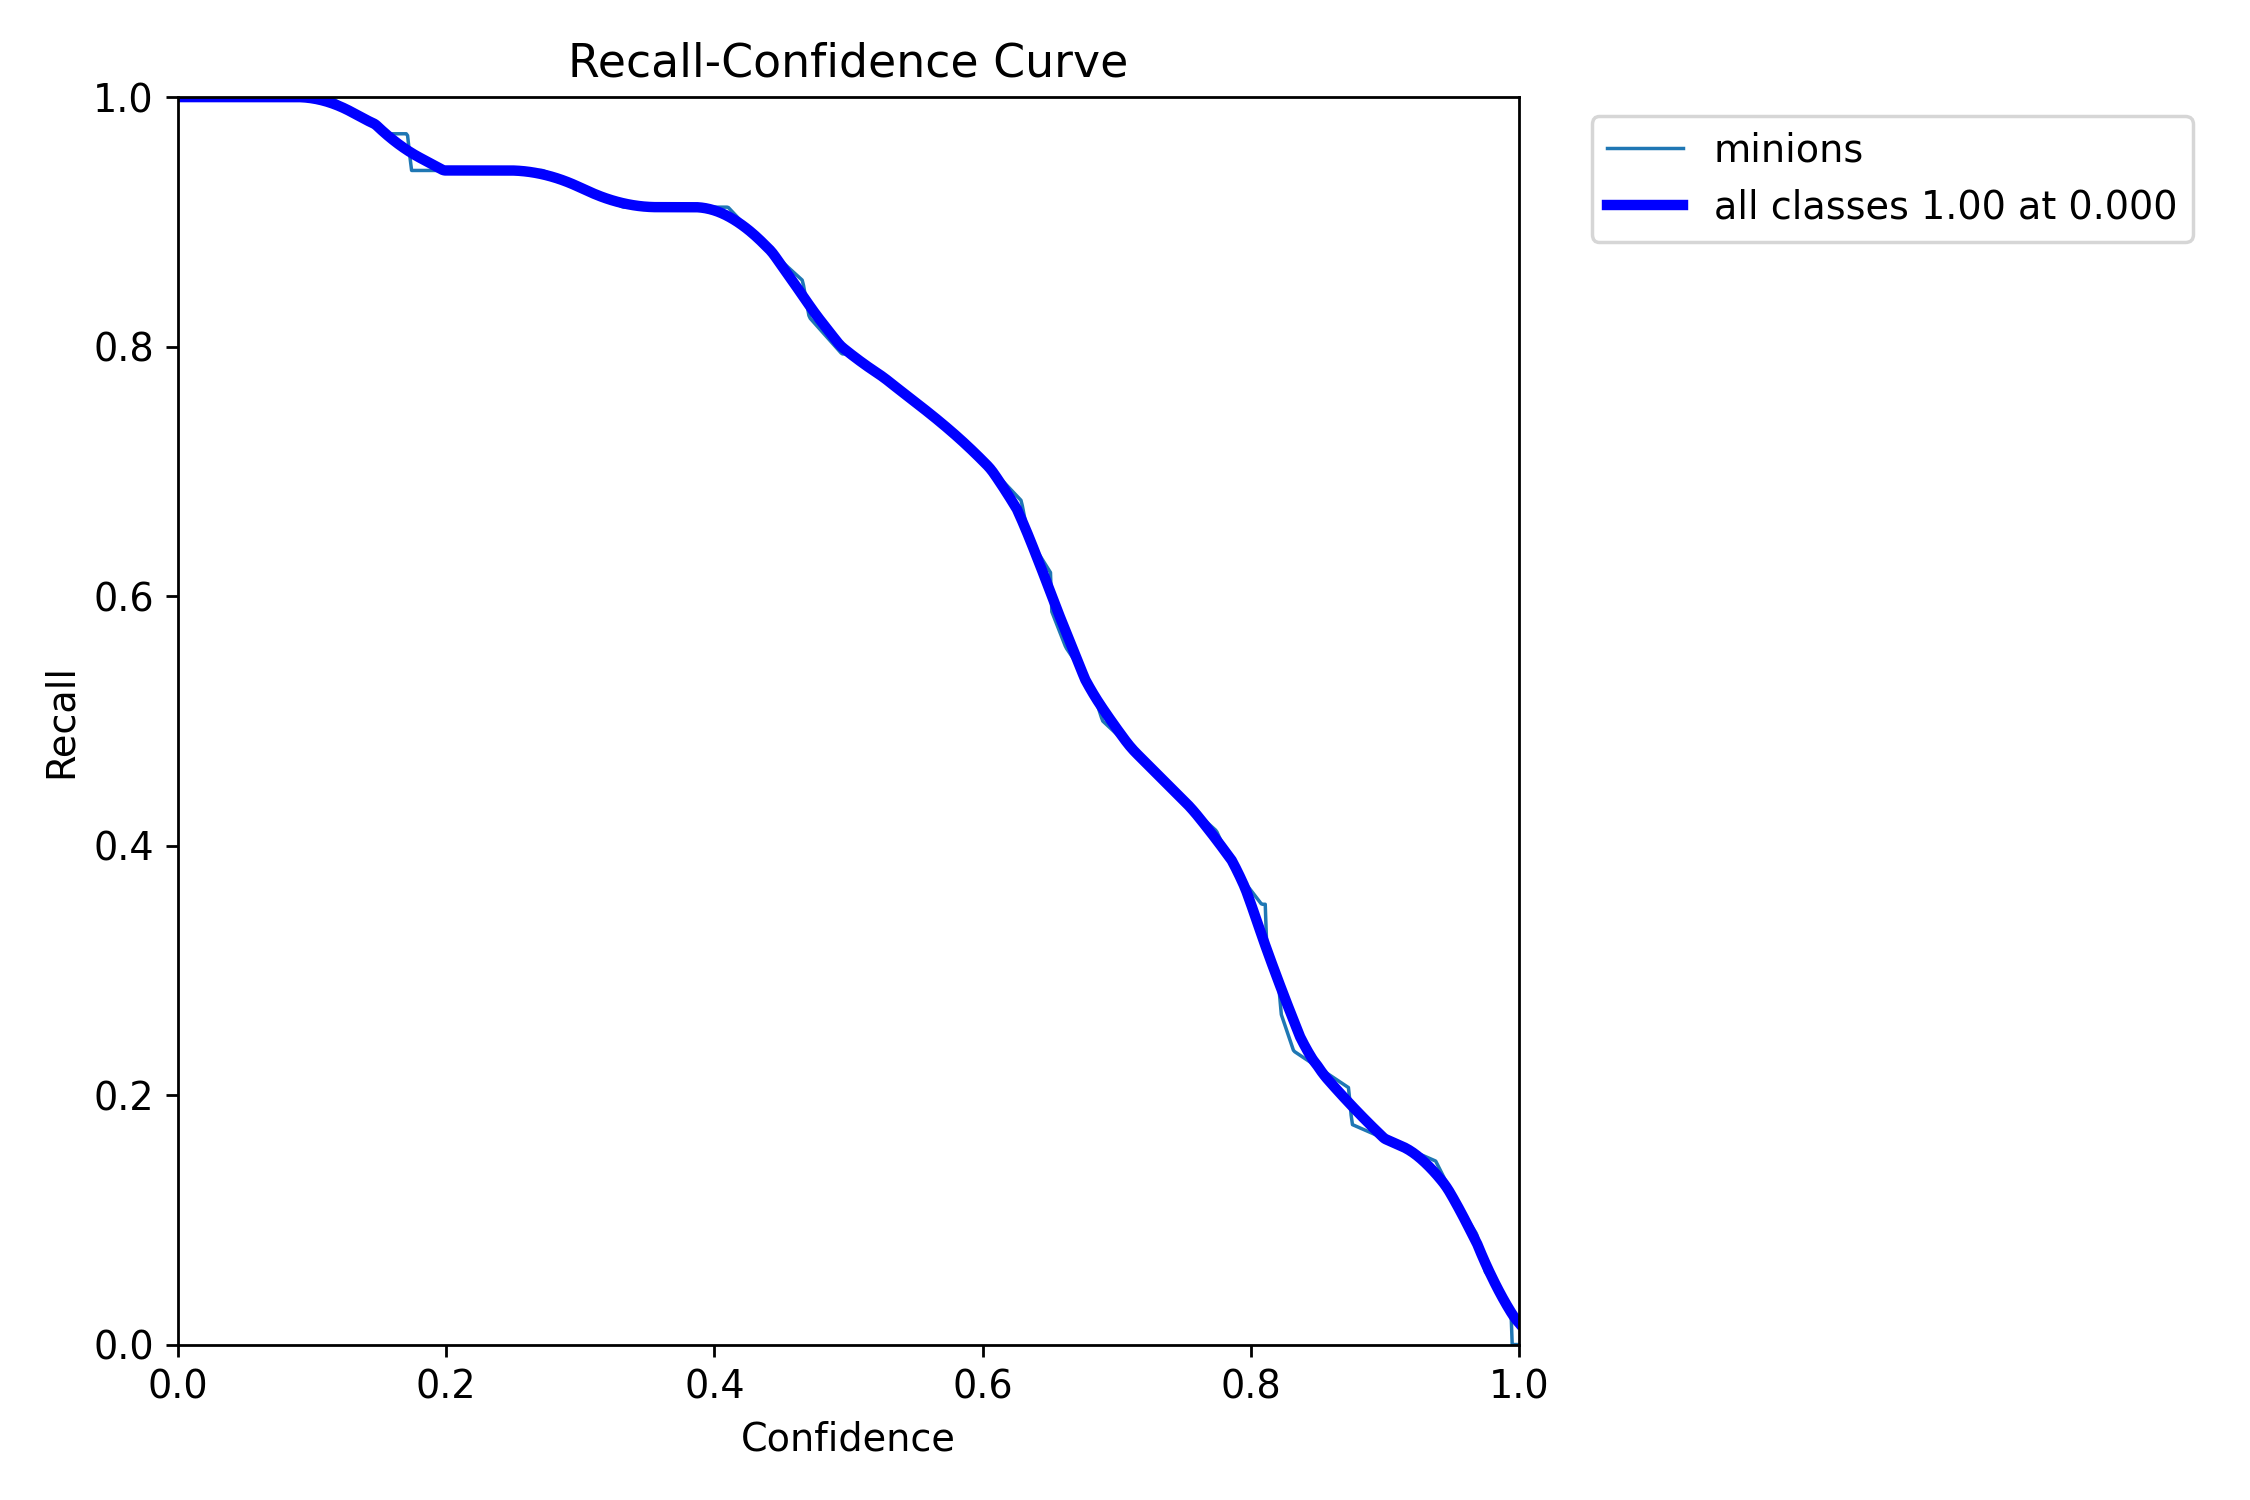 Recall-Confidence Curve
1.0
0.8
0.6
0.4
0.2
0.0
Recall
0.0 0.2 0.4 0.6 0.8 1.0
Confidence
minions
all classes 1.00 at 0.000